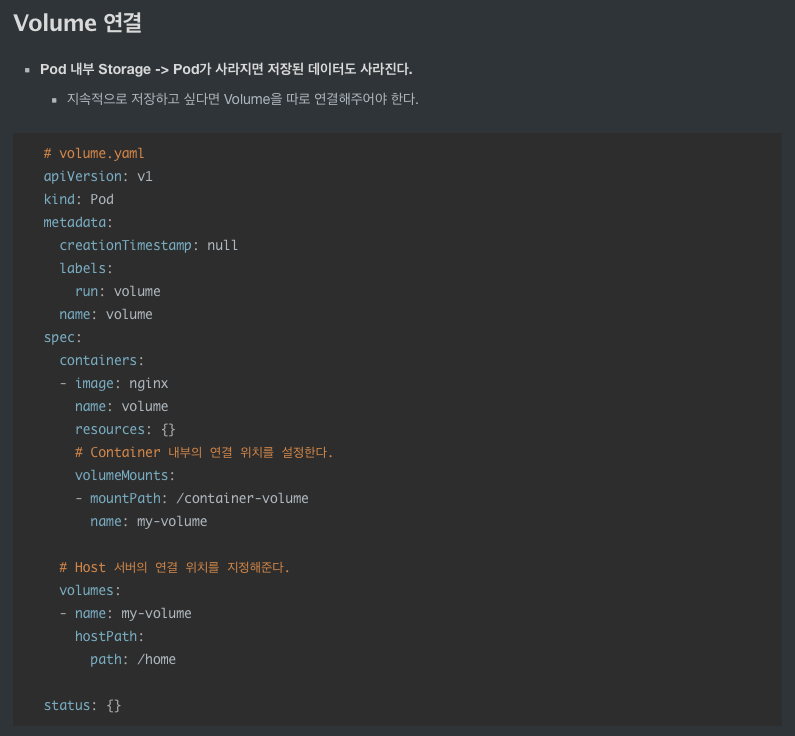 Volume 연결
▪ Pod 내부 Storage -> Pod가 사라지면 저장된 데이터도 사라진다.
▪ 지속적으로 저장하고 싶다면 Volume을 따로 연결해주어야 한다.
# volume.yaml
apiVersion: v1
kind: Pod
metadata:
  creationTimestamp: null
  labels:
    run: volume
  name: volume
spec:
  containers:
  - image: nginx
    name: volume
    resources: {}
    # Container 내부의 연결 위치를 설정한다.
    volumeMounts:
    - mountPath: /container-volume
      name: my-volume
  # Host 서버의 연결 위치를 지정해준다.
  volumes:
  - name: my-volume
    hostPath:
      path: /home
status: {}